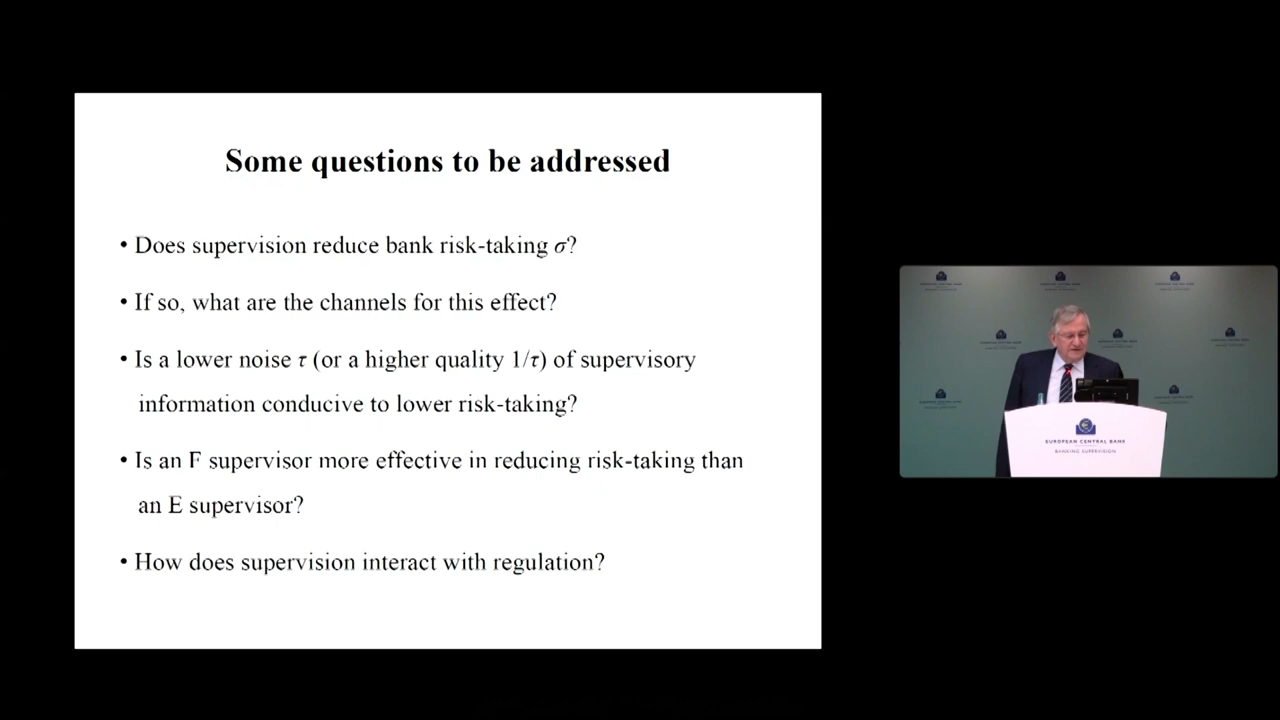 Some questions to be addressed
• Does supervision reduce bank risk-taking σ?
• If so, what are the channels for this effect?
• Is a lower noise τ (or a higher quality 1/τ) of supervisory
information conducive to lower risk-taking?
• Is an F supervisor more effective in reducing risk-taking than
an E supervisor?
• How does supervision interact with regulation?
EUROPEAN CENTRAL BANK
BANKING SUPERVISION